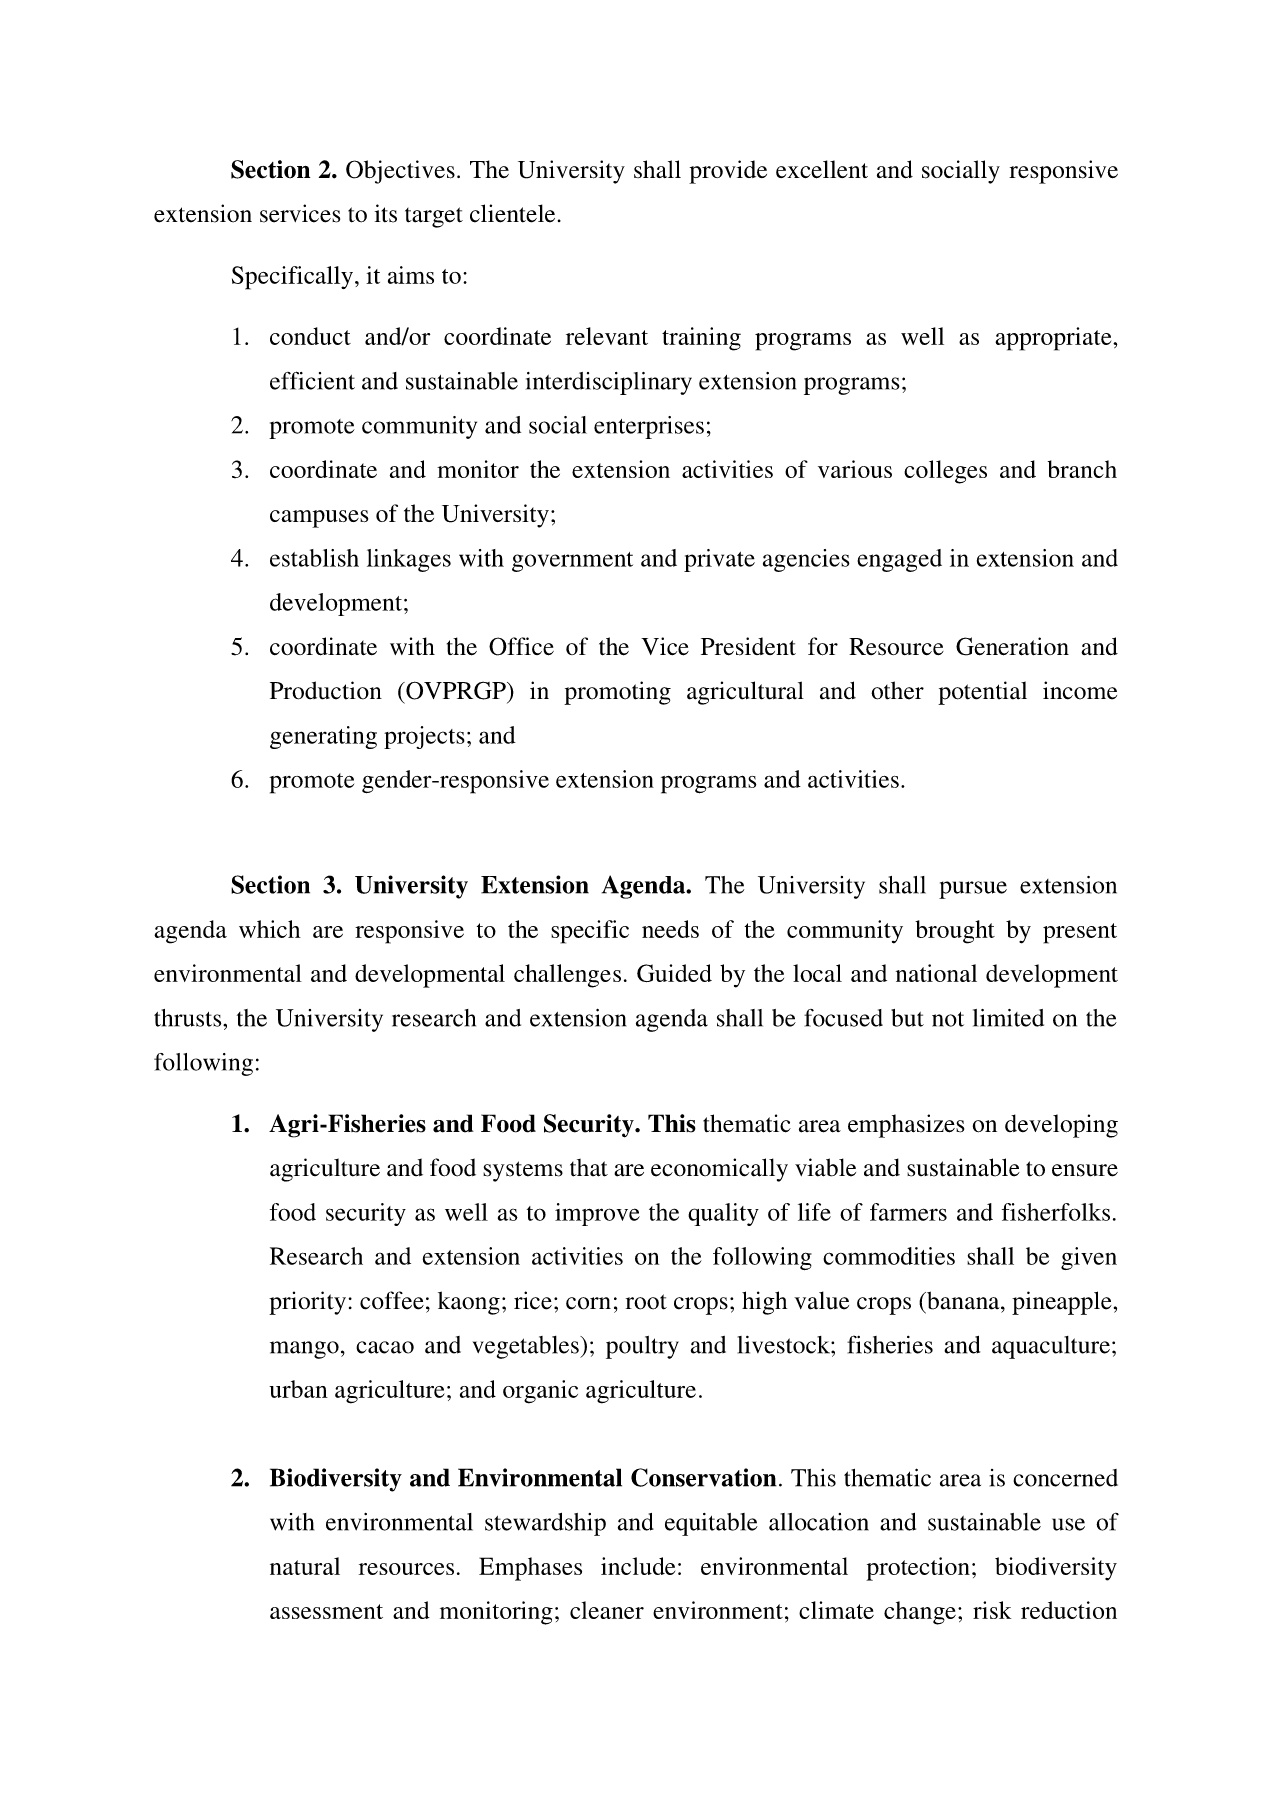 Section 2. Objectives. The University shall provide excellent and socially responsive
extension services to its target clientele.
Specifically, it aims to:
1. conduct and/or coordinate relevant training programs as well as appropriate,
efficient and sustainable interdisciplinary extension programs;
2. promote community and social enterprises;
3. coordinate and monitor the extension activities of various colleges and branch
campuses of the University;
4. establish linkages with government and private agencies engaged in extension and
development;
5. coordinate with the Office of the Vice President for Resource Generation and
Production (OVPRGP) in promoting agricultural and other potential income
generating projects; and
6. promote gender-responsive extension programs and activities.
Section 3. University Extension Agenda. The University shall pursue extension
agenda which are responsive to the specific needs of the community brought by present
environmental and developmental challenges. Guided by the local and national development
thrusts, the University research and extension agenda shall be focused but not limited on the
following:
1. Agri-Fisheries and Food Security. This thematic area emphasizes on developing
agriculture and food systems that are economically viable and sustainable to ensure
food security as well as to improve the quality of life of farmers and fisherfolks.
Research and extension activities on the following commodities shall be given
priority: coffee; kaong; rice; corn; root crops; high value crops (banana, pineapple,
mango, cacao and vegetables); poultry and livestock; fisheries and aquaculture;
urban agriculture; and organic agriculture.
2. Biodiversity and Environmental Conservation. This thematic area is concerned
with environmental stewardship and equitable allocation and sustainable use of
natural resources. Emphases include: environmental protection; biodiversity
assessment and monitoring; cleaner environment; climate change; risk reduction